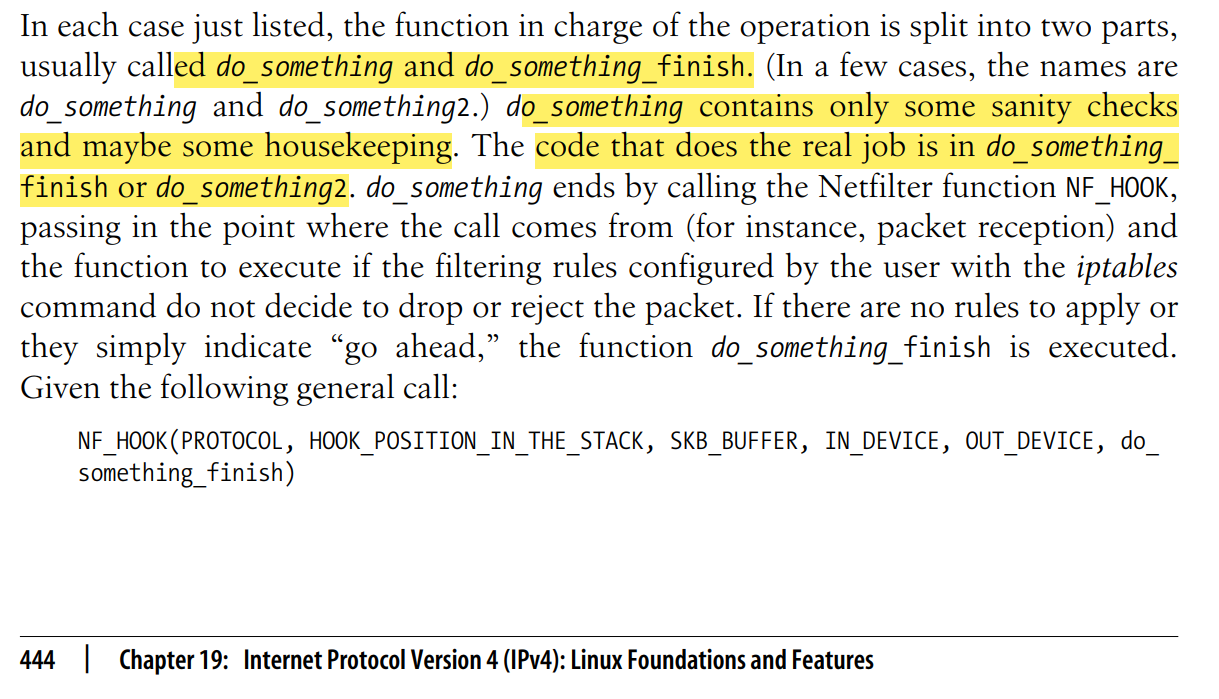 In each case just listed, the function in charge of the operation is split into two parts,
usually called do_something and do_something_finish. (In a few cases, the names are
do_something and do_something2.) do_something contains only some sanity checks
and maybe some housekeeping. The code that does the real job is in do_something_
finish or do_something2. do_something ends by calling the Netfilter function NF_HOOK,
passing in the point where the call comes from (for instance, packet reception) and
the function to execute if the filtering rules configured by the user with the iptables
command do not decide to drop or reject the packet. If there are no rules to apply or
they simply indicate “go ahead,” the function do_something_finish is executed.
Given the following general call:
NF_HOOK(PROTOCOL, HOOK_POSITION_IN_THE_STACK, SKB_BUFFER, IN_DEVICE, OUT_DEVICE, do_
something_finish)
444 | Chapter 19: Internet Protocol Version 4 (IPv4): Linux Foundations and Features